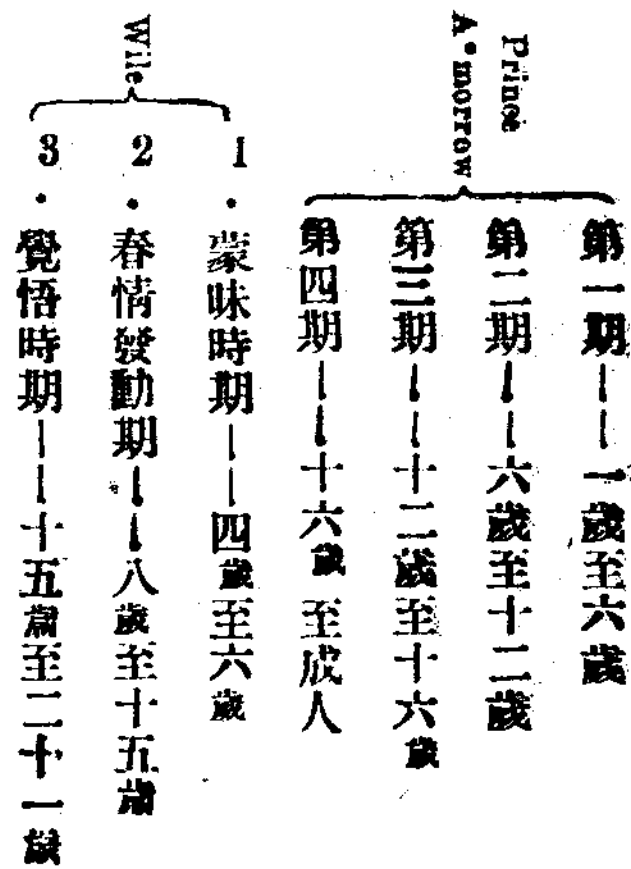 Prince
A·morrow
第一期——一歲至六歲
第二期——六歲至十二歲
第三期——十二歲至十六歲
第四期——十六歲至成人
Wile
1·蒙昧時期——四歲至六歲
2·春情發動期——八歲至十五歲
3·覺悟時期——十五歲至二十一歲